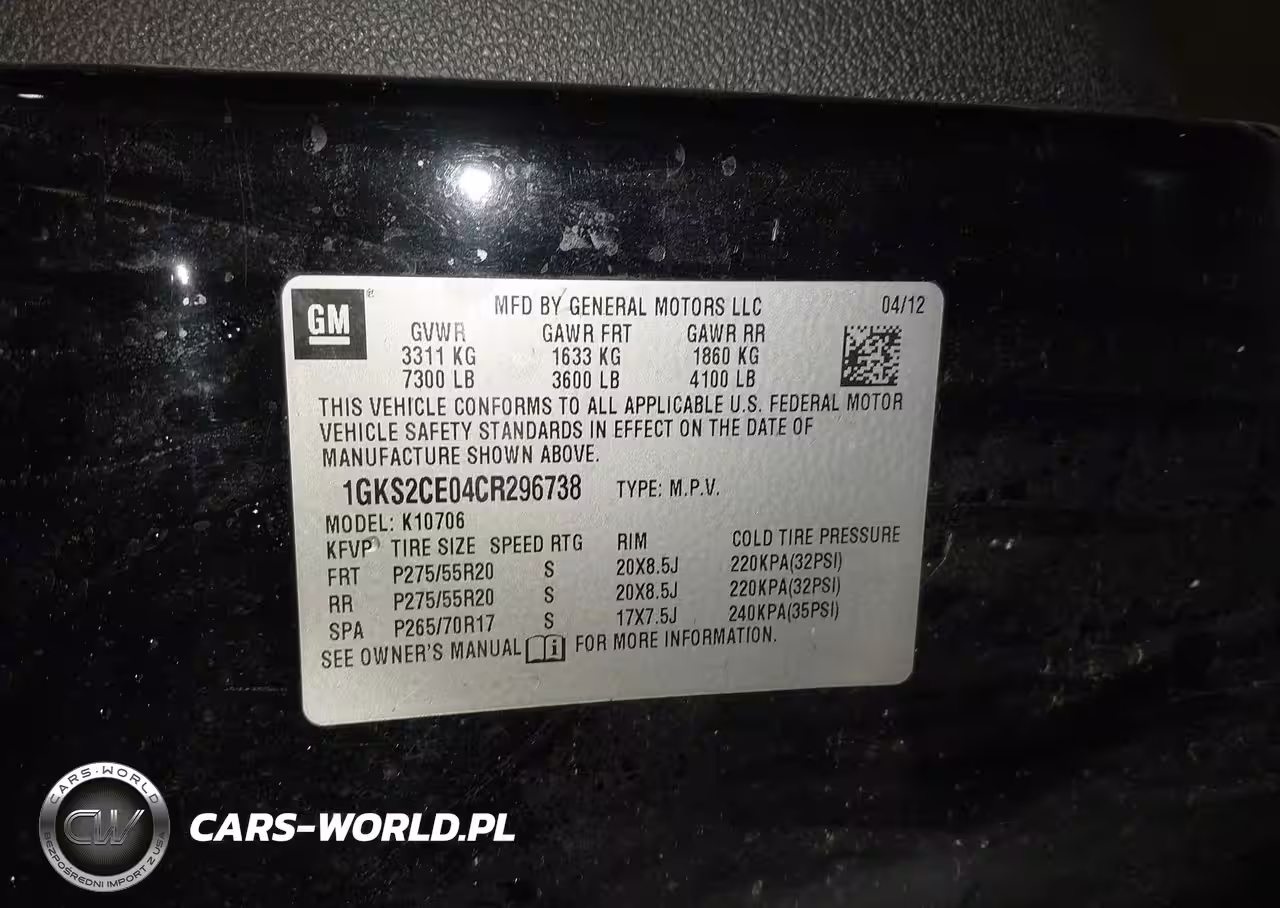 GM ®
MFD BY GENERAL MOTORS LLC 04/12
GVWR GAWR FRT GAWR RR
3311 KG 1633 KG 1860 KG
7300 LB 3600 LB 4100 LB
THIS VEHICLE CONFORMS TO ALL APPLICABLE U.S. FEDERAL MOTOR
VEHICLE SAFETY STANDARDS IN EFFECT ON THE DATE OF
MANUFACTURE SHOWN ABOVE.
1GKS2CE04CR296738 TYPE: M.P.V.
MODEL: K10706
KFVP TIRE SIZE SPEED RTG RIM COLD TIRE PRESSURE
FRT P275/55R20 S 20X8.5J 220KPA(32PSI)
RR P275/55R20 S 20X8.5J 220KPA(32PSI)
SPA P265/70R17 S 17X7.5J 240KPA(35PSI)
SEE OWNER'S MANUAL i FOR MORE INFORMATION.
CARS-WORLD
CW
BEZPOŚREDNI IMPORT Z USA
CARS-WORLD.PL